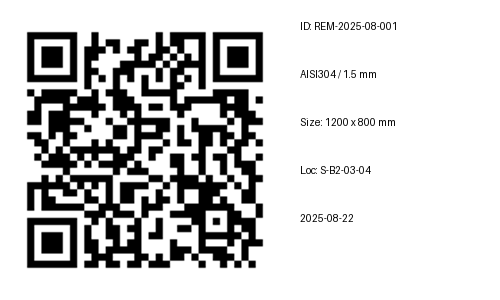 ID: REM-2025-08-001
AISI304 / 1.5 mm
Size: 1200 x 800 mm
Loc: S-B2-03-04
2025-08-22